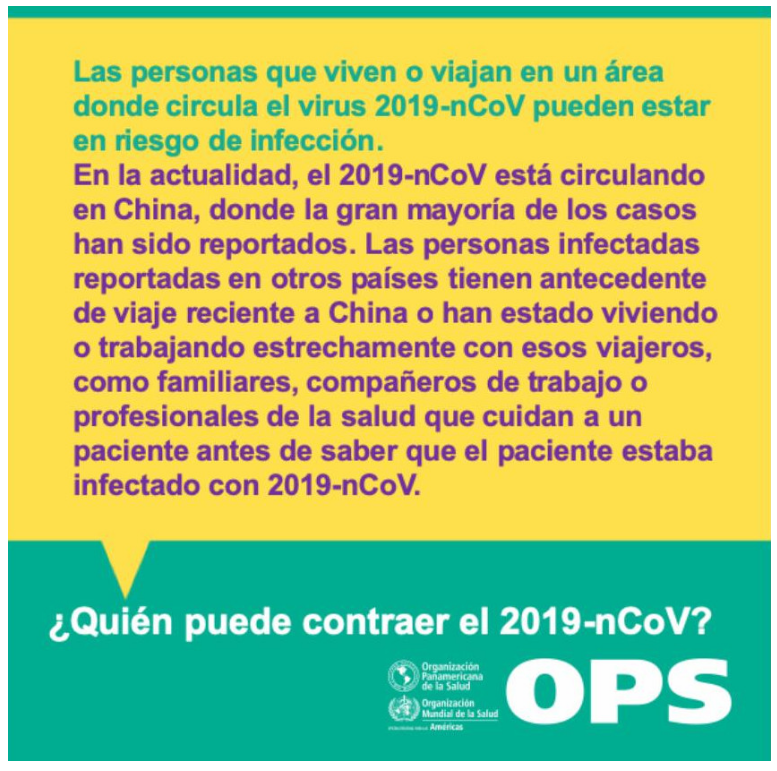 Las personas que viven o viajan en un área
donde circula el virus 2019-nCoV pueden estar
en riesgo de infección.
En la actualidad, el 2019-nCoV está circulando
en China, donde la gran mayoría de los casos
han sido reportados. Las personas infectadas
reportadas en otros países tienen antecedente
de viaje reciente a China o han estado viviendo
o trabajando estrechamente con esos viajeros,
como familiares, compañeros de trabajo o
profesionales de la salud que cuidan a un
paciente antes de saber que el paciente estaba
infectado con 2019-nCoV.
¿Quién puede contraer el 2019-nCoV?
Organización
Panamericana
de la Salud
Organización
Mundial de la Salud
Américas
OPS